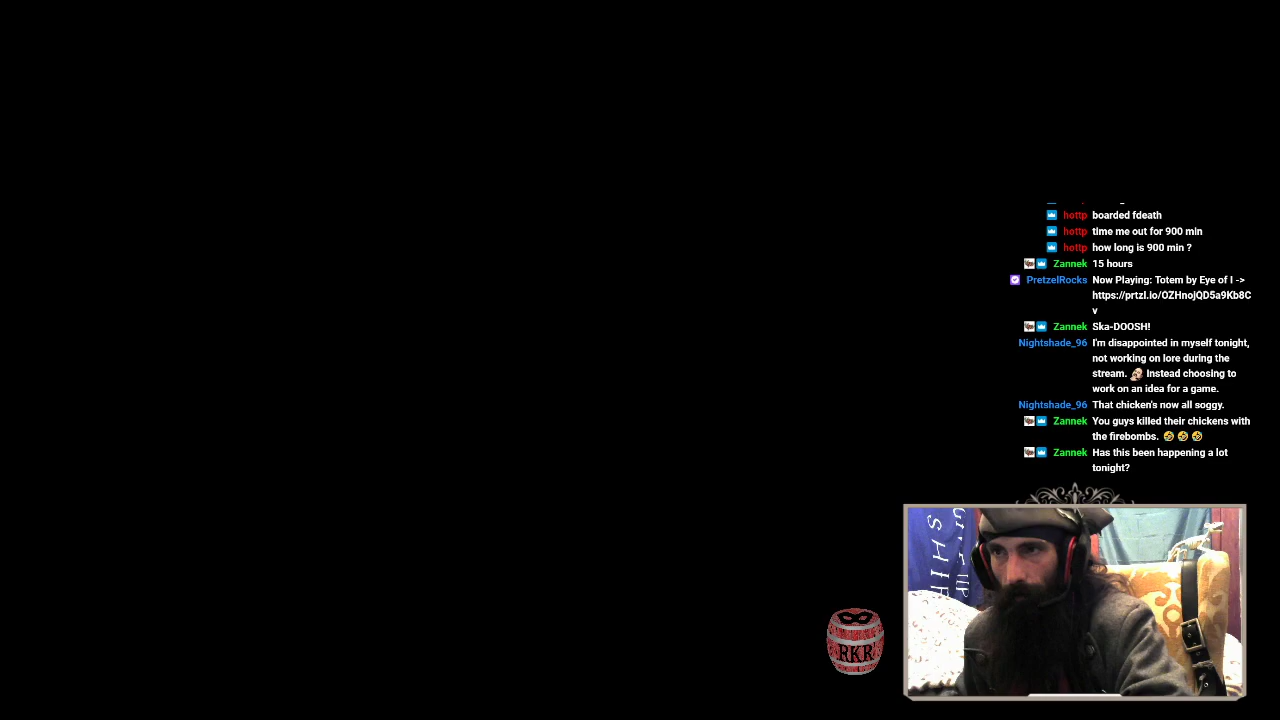 hottp boarded fdeath
hottp time me out for 900 min
hottp how long is 900 min ?
Zannek 15 hours
PretzelRocks Now Playing: Totem by Eye of I ->
https://prtzl.io/OZHnojQD5a9Kb8C
v
Zannek Ska-DOOSH!
Nightshade_96 I'm disappointed in myself tonight,
not working on lore during the
stream. Instead choosing to
work on an idea for a game.
Nightshade_96 That chicken's now all soggy.
Zannek You guys killed their chickens with
the firebombs. 🤣 🤣 🤣
Zannek Has this been happening a lot
tonight?
RKR